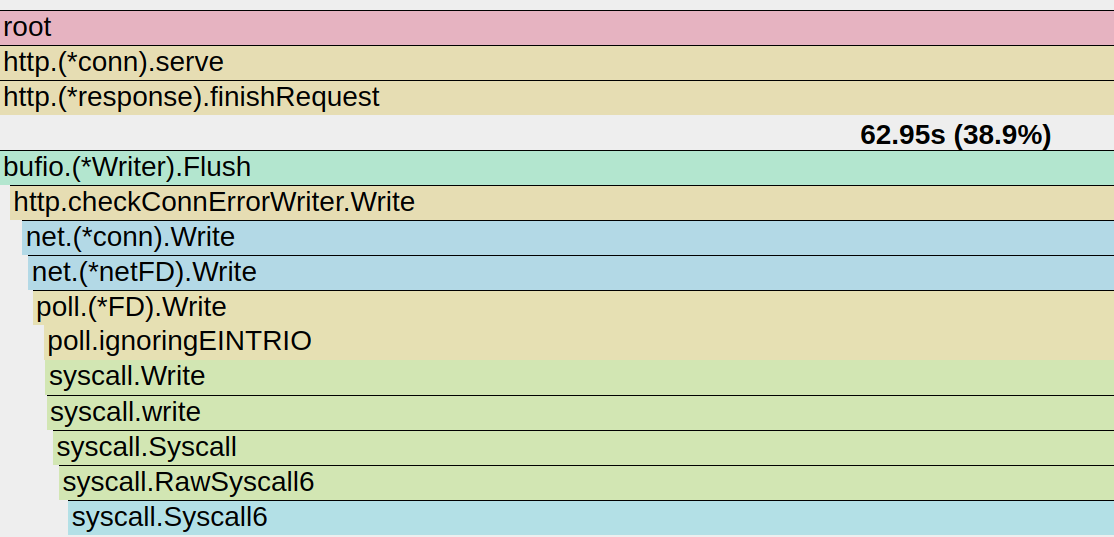 root
http.(*conn).serve
http.(*response).finishRequest
62.95s (38.9%)
bufio.(*Writer).Flush
http.checkConnErrorWriter.Write
net.(*conn).Write
net.(*netFD).Write
poll.(*FD).Write
poll.ignoringEINTRIO
syscall.Write
syscall.write
syscall.Syscall
syscall.RawSyscall6
syscall.Syscall6